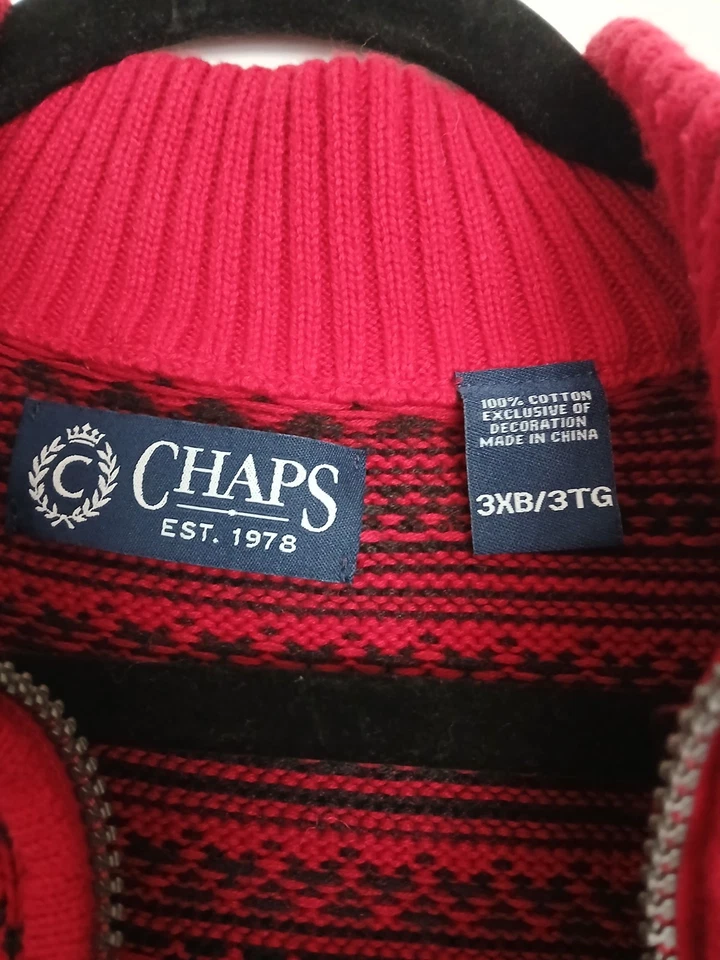 C
CHAPS
EST. 1978
100% COTTON
EXCLUSIVE OF
DECORATION
MADE IN CHINA
3XB/3TG